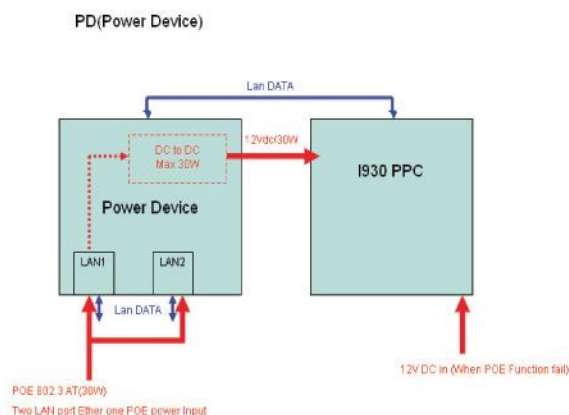 PD(Power Device)
Lan DATA
DC to DC
Max 30W
12Vdc/30W
I930 PPC
Power Device
LAN1
LAN2
Lan DATA
12V DC in (When POE Function fail)
POE 802.3 AT(30W)
Two LAN port Ether one POE power Input